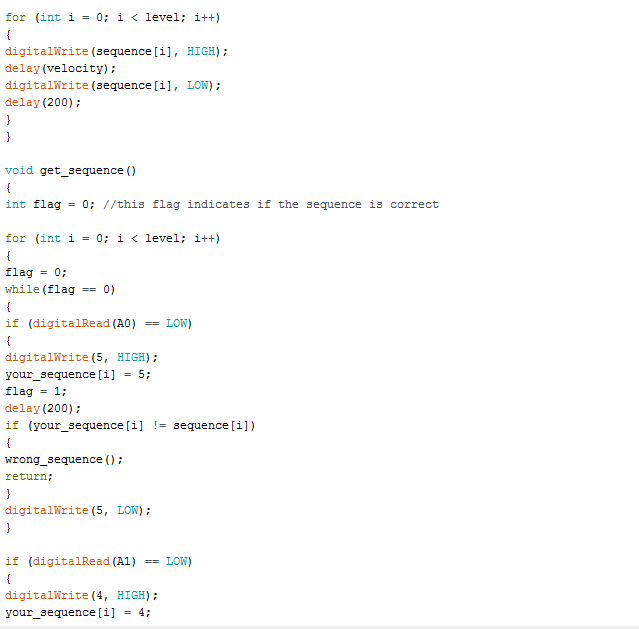 for (int i = 0; i < level; i++)
{
digitalWrite(sequence[i], HIGH);
delay(velocity);
digitalWrite(sequence[i], LOW);
delay(200);
}
}

void get_sequence()
{
int flag = 0; //this flag indicates if the sequence is correct

for (int i = 0; i < level; i++)
{
flag = 0;
while(flag == 0)
{
if (digitalRead(A0) == LOW)
{
digitalWrite(5, HIGH);
your_sequence[i] = 5;
flag = 1;
delay(200);
if (your_sequence[i] != sequence[i])
{
wrong_sequence();
return;
}
digitalWrite(5, LOW);
}

if (digitalRead(A1) == LOW)
{
digitalWrite(4, HIGH);
your_sequence[i] = 4;